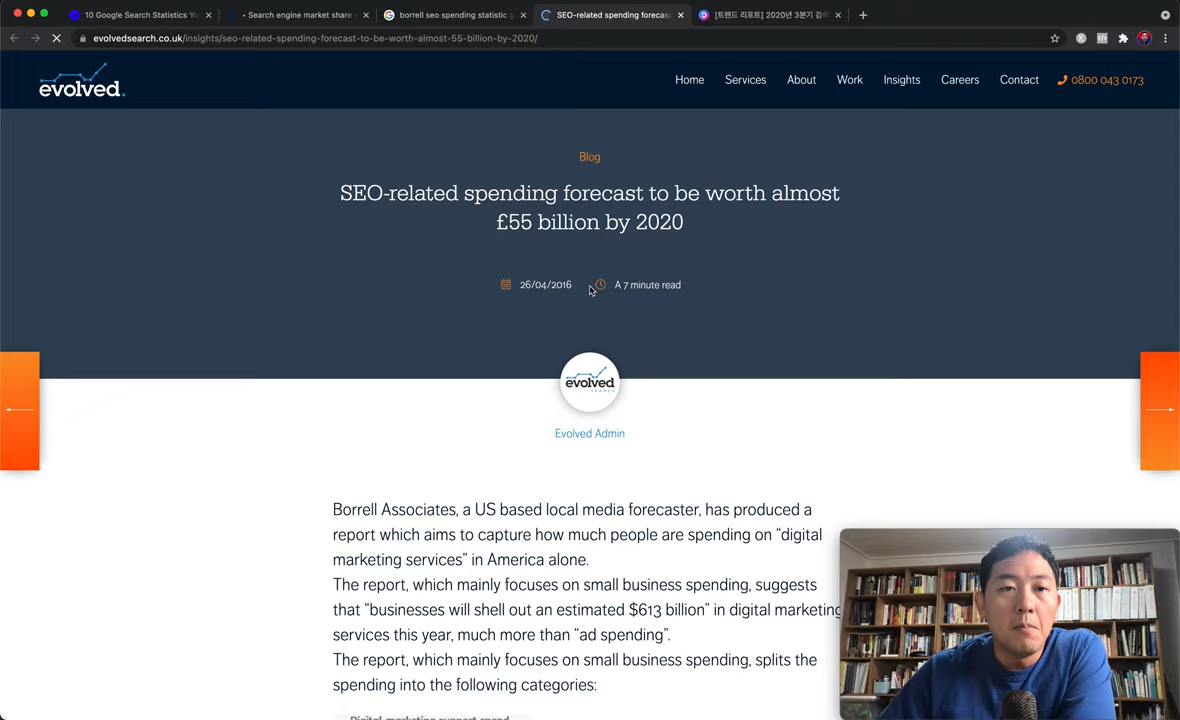 10 Google Search Statistics Yo
• Search engine market share
borrell seo spending statistic
SEO-related spending forecast
[트렌드 리포트] 2020년 3분기 검색
evolvedsearch.co.uk/insights/seo-related-spending-forecast-to-be-worth-almost-55-billion-by-2020/
evolved.
Home
Services
About
Work
Insights
Careers
Contact
0800 043 0173
Blog
SEO-related spending forecast to be worth almost
£55 billion by 2020
26/04/2016
A 7 minute read
evolved
SEARCH
Evolved Admin
Borrell Associates, a US based local media forecaster, has produced a
report which aims to capture how much people are spending on “digital
marketing services” in America alone.
The report, which mainly focuses on small business spending, suggests
that “businesses will shell out an estimated $613 billion” in digital marketing
services this year, much more than “ad spending”.
The report, which mainly focuses on small business spending, splits the
spending into the following categories:
Digital marketing support spend